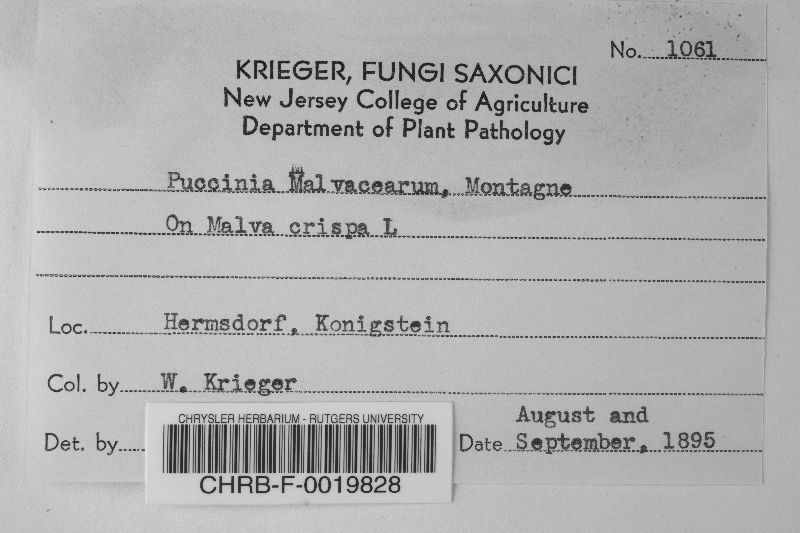 No. 1061
KRIEGER, FUNGI SAXONICI
New Jersey College of Agriculture
Department of Plant Pathology
Puccinia Malvacearum, Montagne
On Malva crispa L
Loc. Hermsdorf, Konigstein
Col. by W. Krieger
Det. by
Date August and
September, 1895
CHRYSLER HERBARIUM - RUTGERS UNIVERSITY
CHRB-F-0019828